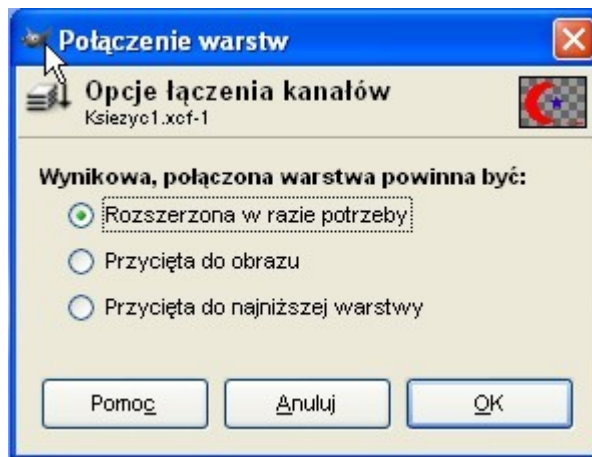 Połączenie warstw
Opcje łączenia kanałów
Ksiezyc1.xcf-1
Wynikowa, połączona warstwa powinna być:
Rozszerzona w razie potrzeby
Przycięta do obrazu
Przycięta do najniższej warstwy
Pomoc
Anuluj
OK